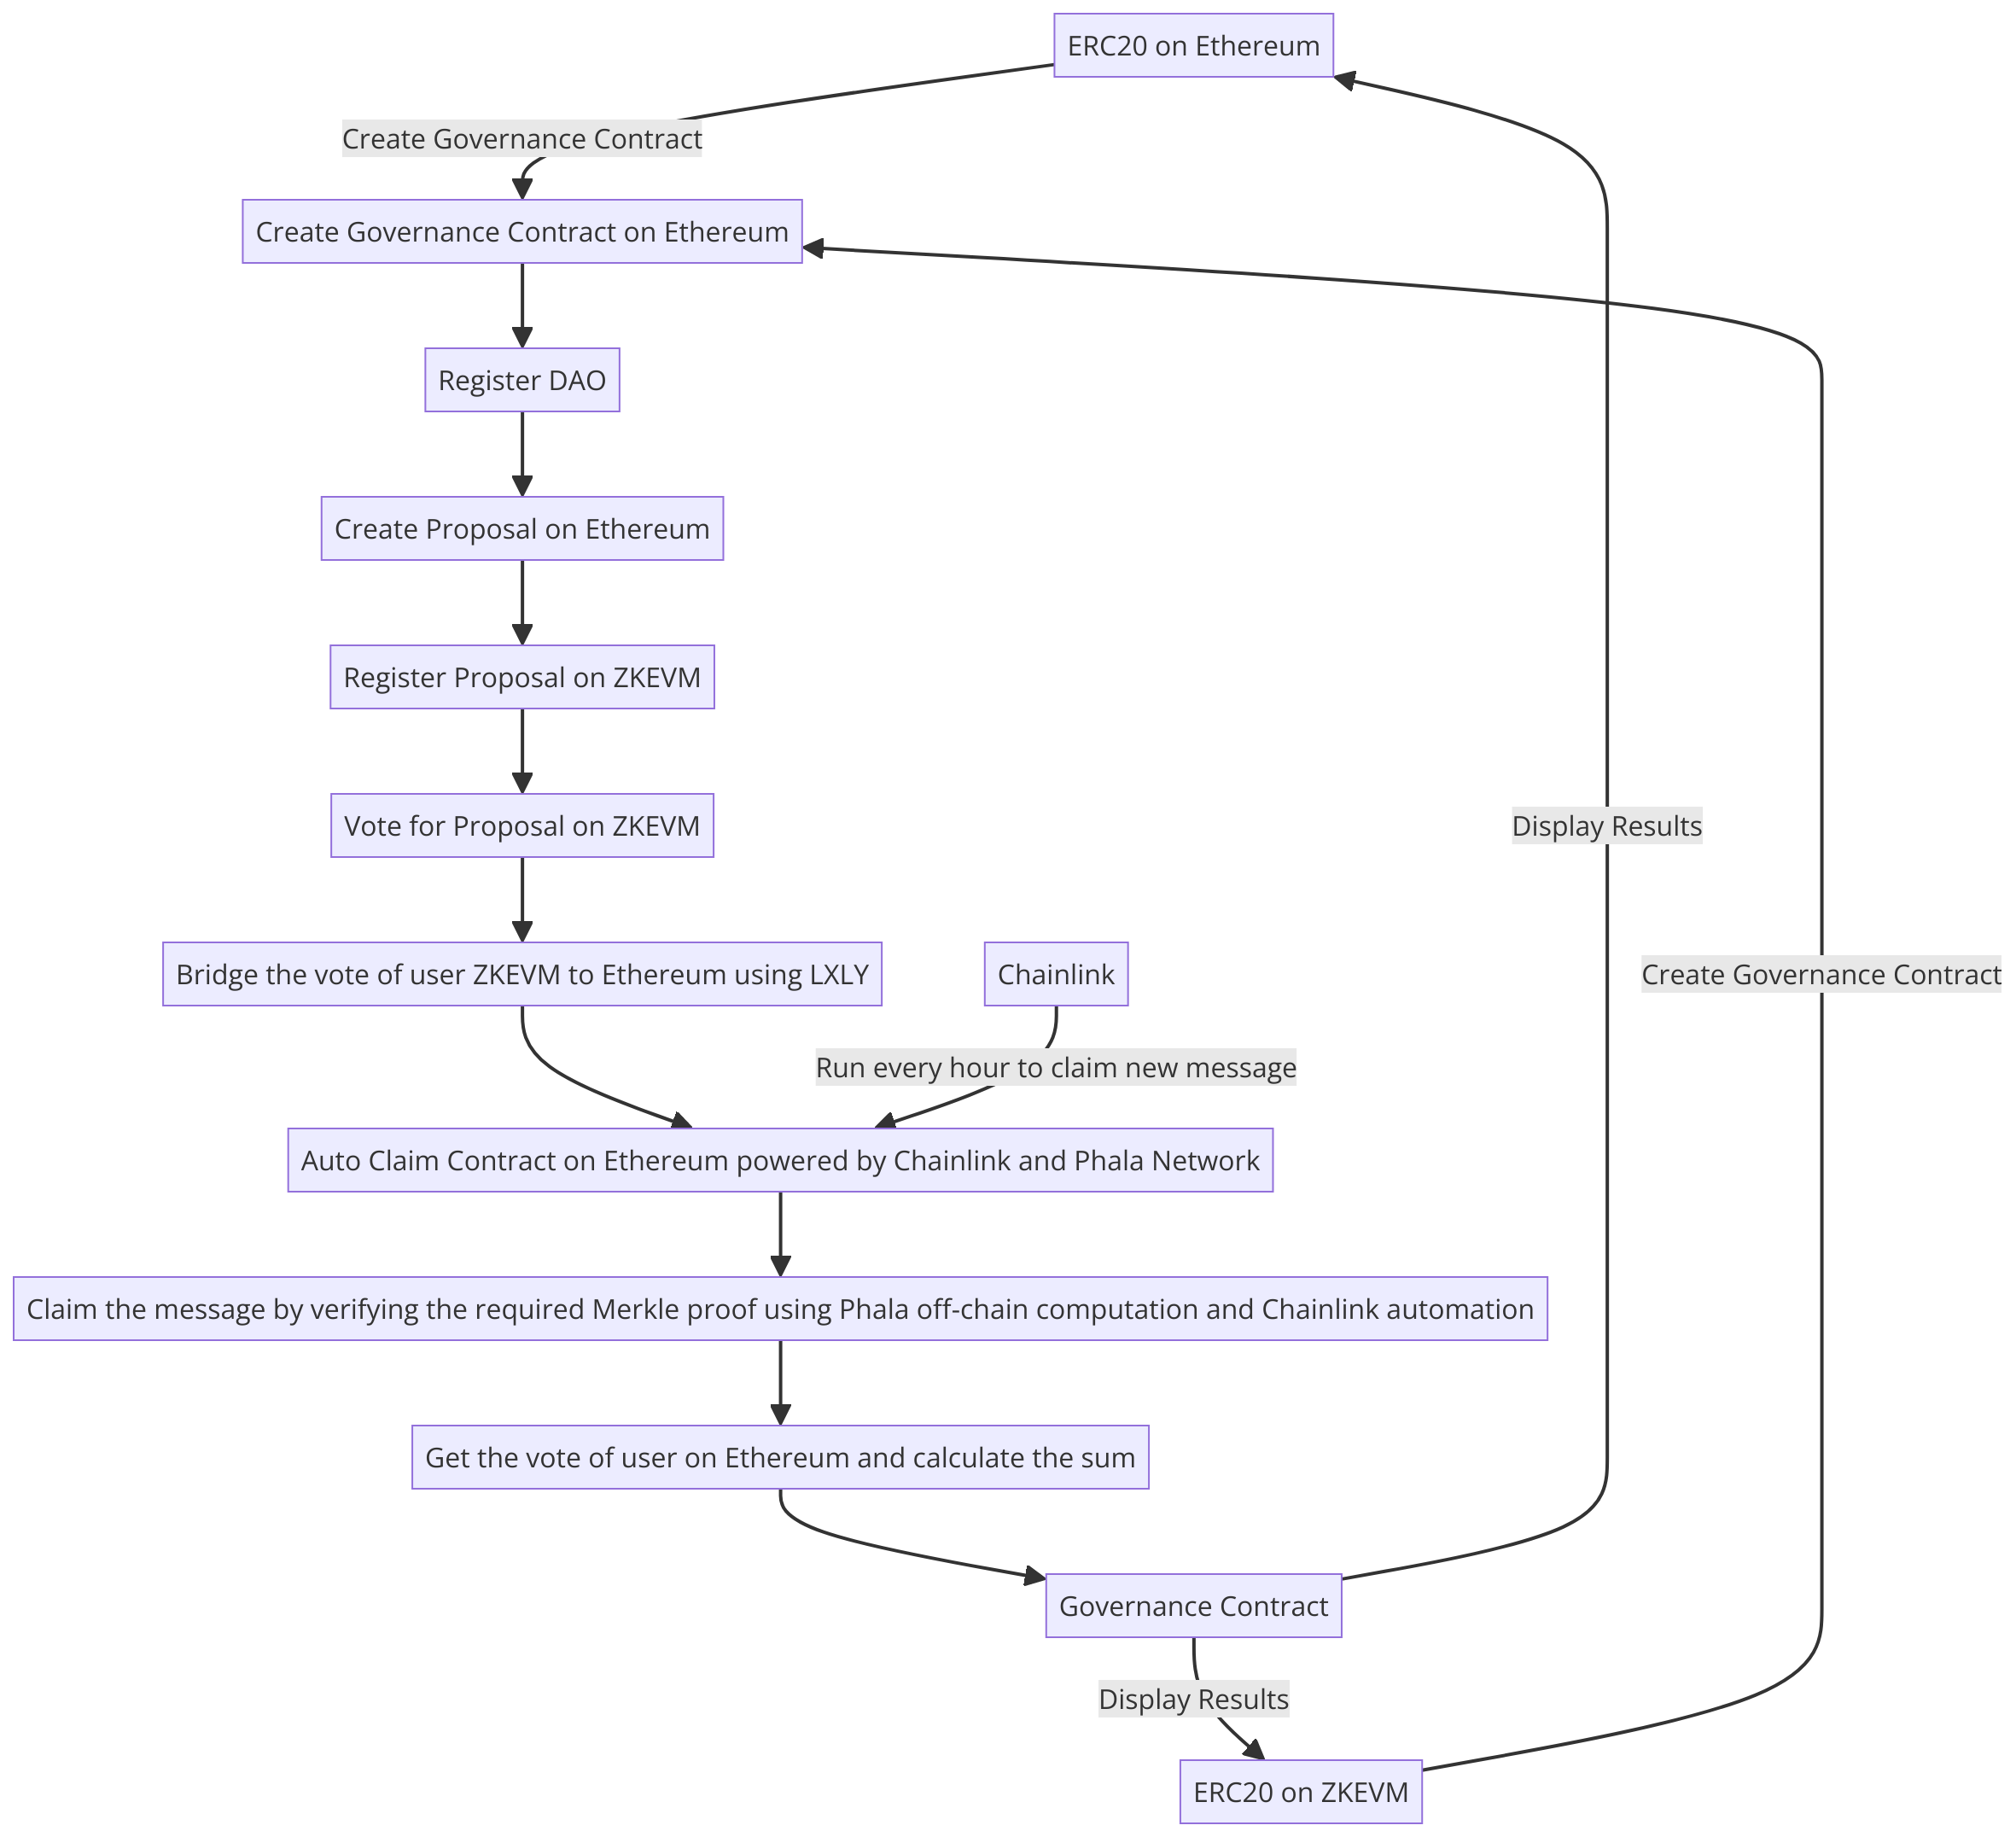 ERC20 on Ethereum
Create Governance Contract
Create Governance Contract on Ethereum
Register DAO
Create Proposal on Ethereum
Register Proposal on ZKEVM
Vote for Proposal on ZKEVM
Display Results
Bridge the vote of user ZKEVM to Ethereum using LXLY
Chainlink
Create Governance Contract
Run every hour to claim new message
Auto Claim Contract on Ethereum powered by Chainlink and Phala Network
Claim the message by verifying the required Merkle proof using Phala off-chain computation and Chainlink automation
Get the vote of user on Ethereum and calculate the sum
Governance Contract
Display Results
ERC20 on ZKEVM